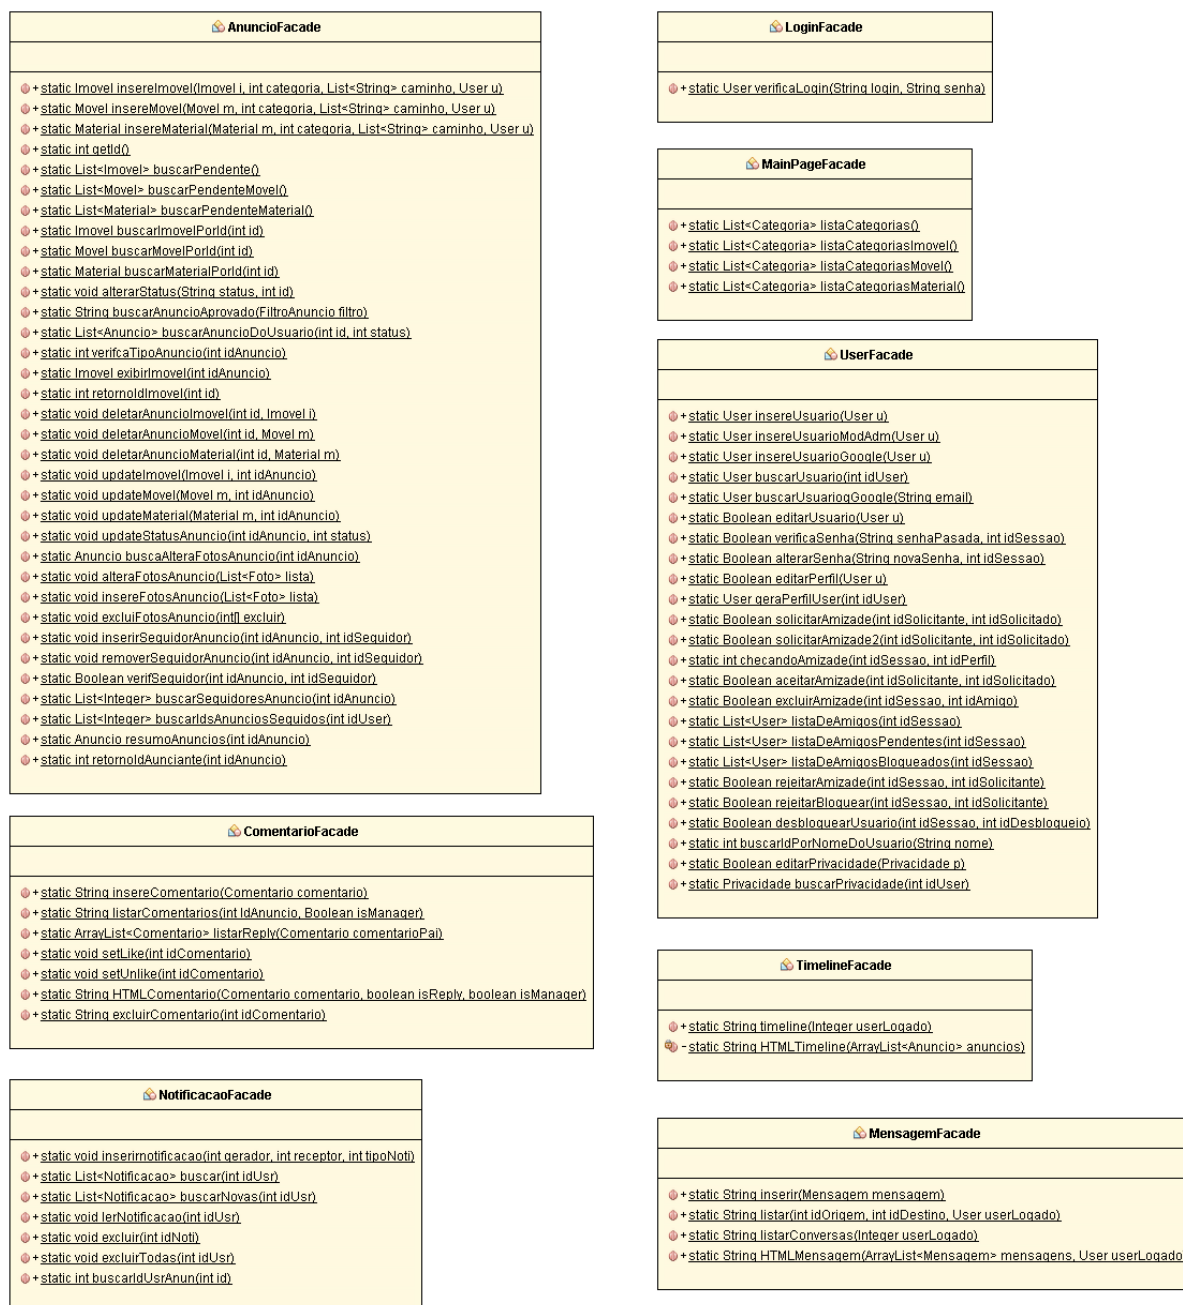 AnuncioFacade
+ static Imovel insereImovel(Imovel i, int categoria, List<String> caminho, User u)
+ static Movel insereMovel(Movel m, int categoria, List<String> caminho, User u)
+ static Material insereMaterial(Material m, int categoria, List<String> caminho, User u)
+ static int getId()
+ static List<Imovel> buscarPendente()
+ static List<Movel> buscarPendenteMovel()
+ static List<Material> buscarPendenteMaterial()
+ static Imovel buscarImovelPorId(int id)
+ static Movel buscarMovelPorId(int id)
+ static Material buscarMaterialPorId(int id)
+ static void alterarStatus(String status, int id)
+ static String buscarAnuncioAprovado(FiltroAnuncio filtro)
+ static List<Anuncio> buscarAnuncioDoUsuario(int id, int status)
+ static int verifcaTipoAnuncio(int idAnuncio)
+ static Imovel exibirImovel(int idAnuncio)
+ static int retornoIdImovel(int id)
+ static void deletarAnuncioImovel(int id, Imovel i)
+ static void deletarAnuncioMovel(int id, Movel m)
+ static void deletarAnuncioMaterial(int id, Material m)
+ static void updateImovel(Imovel i, int idAnuncio)
+ static void updateMovel(Movel m, int idAnuncio)
+ static void updateMaterial(Material m, int idAnuncio)
+ static void updateStatusAnuncio(int idAnuncio, int status)
+ static Anuncio buscaAlteraFotosAnuncio(int idAnuncio)
+ static void alteraFotosAnuncio(List<Foto> lista)
+ static void insereFotosAnuncio(List<Foto> lista)
+ static void excluiFotosAnuncio(int[] excluir)
+ static void inserirSeguidorAnuncio(int idAnuncio, int idSeguidor)
+ static void removerSeguidorAnuncio(int idAnuncio, int idSeguidor)
+ static Boolean verifSeguidor(int idAnuncio, int idSeguidor)
+ static List<Integer> buscarSeguidoresAnuncio(int idAnuncio)
+ static List<Integer> buscarIdsAnunciosSeguidos(int idUser)
+ static Anuncio resumoAnuncios(int idAnuncio)
+ static int retornoIdAunciante(int idAnuncio)
ComentarioFacade
+ static String insereComentario(Comentario comentario)
+ static String listarComentarios(int IdAnuncio, Boolean isManager)
+ static ArrayList<Comentario> listarReply(Comentario comentarioPai)
+ static void setLike(int idComentario)
+ static void setUnlike(int idComentario)
+ static String HTMLComentario(Comentario comentario, boolean isReply, boolean isManager)
+ static String excluirComentario(int idComentario)
NotificacaoFacade
+ static void inserirnotificacao(int gerador, int receptor, int tipoNoti)
+ static List<Notificacao> buscar(int idUsr)
+ static List<Notificacao> buscarNovas(int idUsr)
+ static void lerNotificacao(int idUsr)
+ static void excluir(int idNoti)
+ static void excluirTodas(int idUsr)
+ static int buscarIdUsrAnun(int id)
LoginFacade
+ static User verificaLogin(String login, String senha)
MainPageFacade
+ static List<Categoria> listaCategorias()
+ static List<Categoria> listaCategoriasImovel()
+ static List<Categoria> listaCategoriasMovel()
+ static List<Categoria> listaCategoriasMaterial()
UserFacade
+ static User insereUsuario(User u)
+ static User insereUsuarioModAdm(User u)
+ static User insereUsuarioGoogle(User u)
+ static User buscarUsuario(int idUser)
+ static User buscarUsuariogGoogle(String email)
+ static Boolean editarUsuario(User u)
+ static Boolean verificaSenha(String senhaPasada, int idSessao)
+ static Boolean alterarSenha(String novaSenha, int idSessao)
+ static Boolean editarPerfil(User u)
+ static User geraPerfilUser(int idUser)
+ static Boolean solicitarAmizade(int idSolicitante, int idSolicitado)
+ static Boolean solicitarAmizade2(int idSolicitante, int idSolicitado)
+ static int checandoAmizade(int idSessao, int idPerfil)
+ static Boolean aceitarAmizade(int idSolicitante, int idSolicitado)
+ static Boolean excluirAmizade(int idSessao, int idAmigo)
+ static List<User> listaDeAmigos(int idSessao)
+ static List<User> listaDeAmigosPendentes(int idSessao)
+ static List<User> listaDeAmigosBloqueados(int idSessao)
+ static Boolean rejeitarAmizade(int idSessao, int idSolicitante)
+ static Boolean rejeitarBloquear(int idSessao, int idSolicitante)
+ static Boolean desbloquearUsuario(int idSessao, int idDesbloqueio)
+ static int buscarIdPorNomeDoUsuario(String nome)
+ static Boolean editarPrivacidade(Privacidade p)
+ static Privacidade buscarPrivacidade(int idUser)
TimelineFacade
+ static String timeline(Integer userLogado)
- static String HTMLTimeline(ArrayList<Anuncio> anuncios)
MensagemFacade
+ static String inserir(Mensagem mensagem)
+ static String listar(int idOrigem, int idDestino, User userLogado)
+ static String listarConversas(Integer userLogado)
+ static String HTMLMensagem(ArrayList<Mensagem> mensagens, User userLogado)